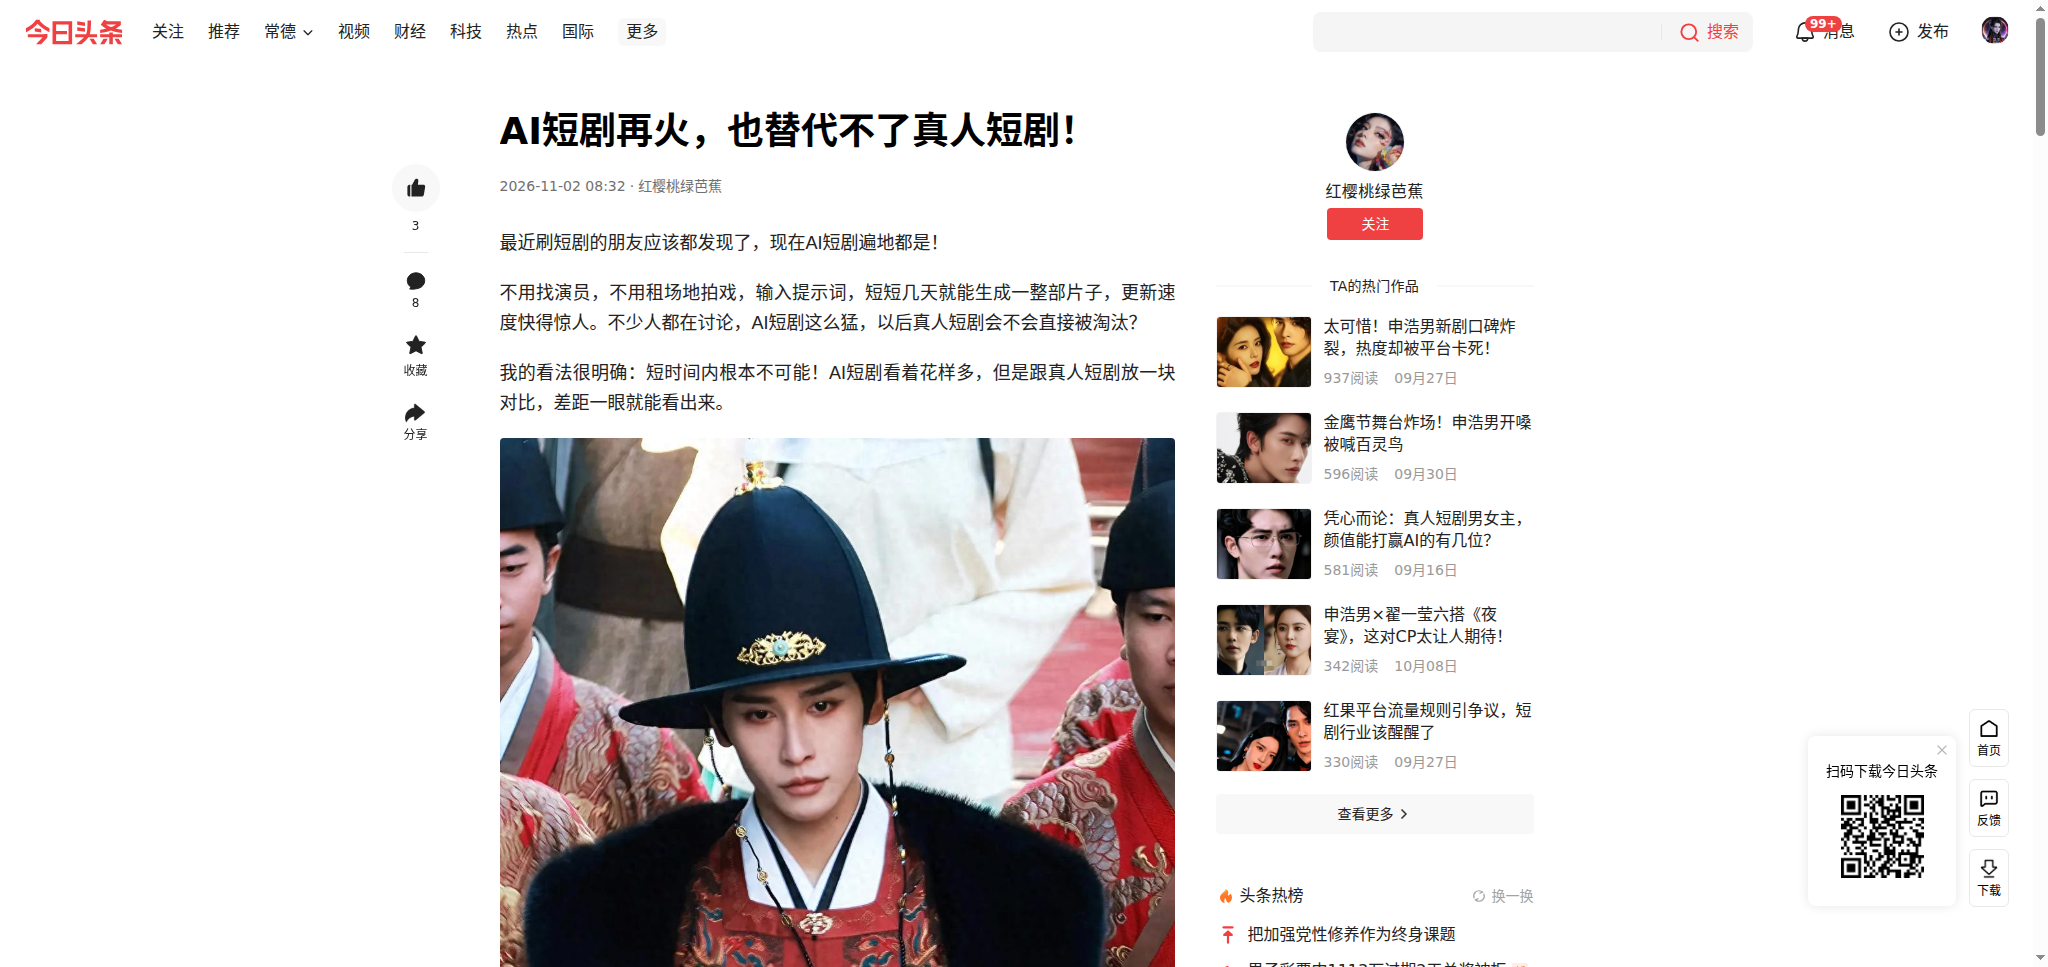 今日头条
关注
推荐
常德
视频
财经
科技
热点
国际
更多
搜索
99+
消息
发布
AI短剧再火，也替代不了真人短剧！
2026-11-02 08:32 · 红樱桃绿芭蕉
3
8
收藏
分享
最近刷短剧的朋友应该都发现了，现在AI短剧遍地都是！
不用找演员，不用租场地拍戏，输入提示词，短短几天就能生成一整部片子，更新速
度快得惊人。不少人都在讨论，AI短剧这么猛，以后真人短剧会不会直接被淘汰？
我的看法很明确：短时间内根本不可能！AI短剧看着花样多，但是跟真人短剧放一块
对比，差距一眼就能看出来。
红樱桃绿芭蕉
关注
TA的热门作品
太可惜！申浩男新剧口碑炸
裂，热度却被平台卡死！
937阅读 09月27日
金鹰节舞台炸场！申浩男开嗓
被喊百灵鸟
596阅读 09月30日
凭心而论：真人短剧男女主，
颜值能打赢AI的有几位？
581阅读 09月16日
申浩男×翟一莹六搭《夜
宴》，这对CP太让人期待！
342阅读 10月08日
红果平台流量规则引争议，短
剧行业该醒醒了
330阅读 09月27日
查看更多
头条热榜
换一换
把加强党性修养作为终身课题
扫码下载今日头条
首页
反馈
下载